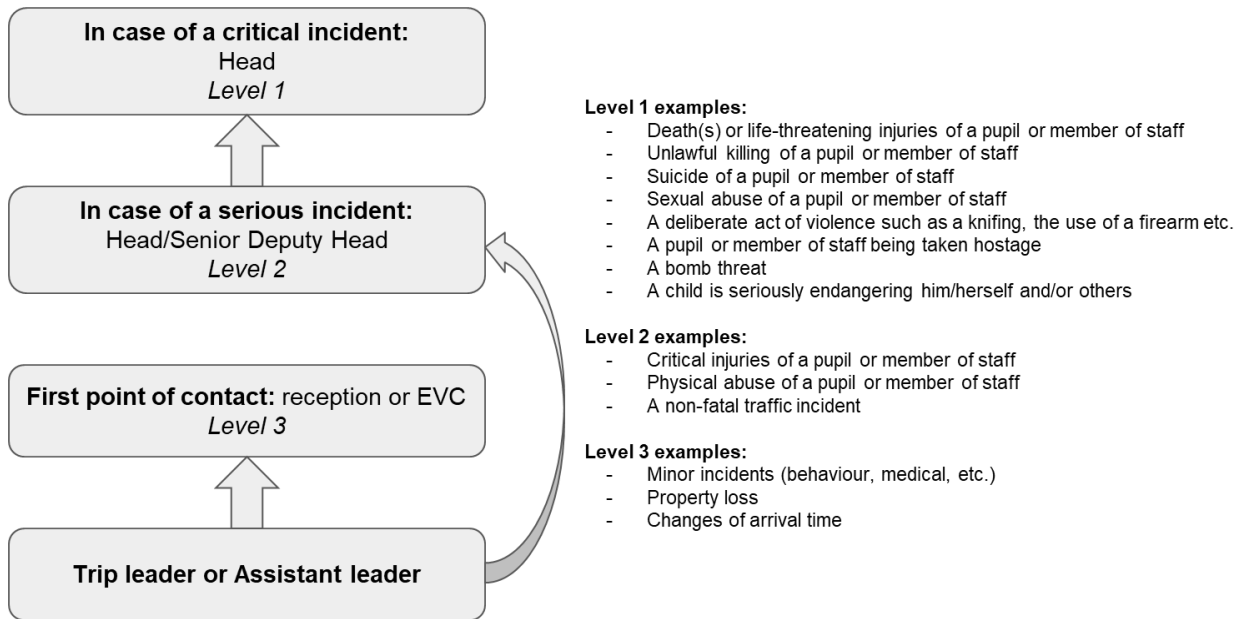 In case of a critical incident:
Head
Level 1
In case of a serious incident:
Head/Senior Deputy Head
Level 2
First point of contact: reception or EVC
Level 3
Trip leader or Assistant leader
Level 1 examples:
- Death(s) or life-threatening injuries of a pupil or member of staff
- Unlawful killing of a pupil or member of staff
- Suicide of a pupil or member of staff
- Sexual abuse of a pupil or member of staff
- A deliberate act of violence such as a knifing, the use of a firearm etc.
- A pupil or member of staff being taken hostage
- A bomb threat
- A child is seriously endangering him/herself and/or others
Level 2 examples:
- Critical injuries of a pupil or member of staff
- Physical abuse of a pupil or member of staff
- A non-fatal traffic incident
Level 3 examples:
- Minor incidents (behaviour, medical, etc.)
- Property loss
- Changes of arrival time